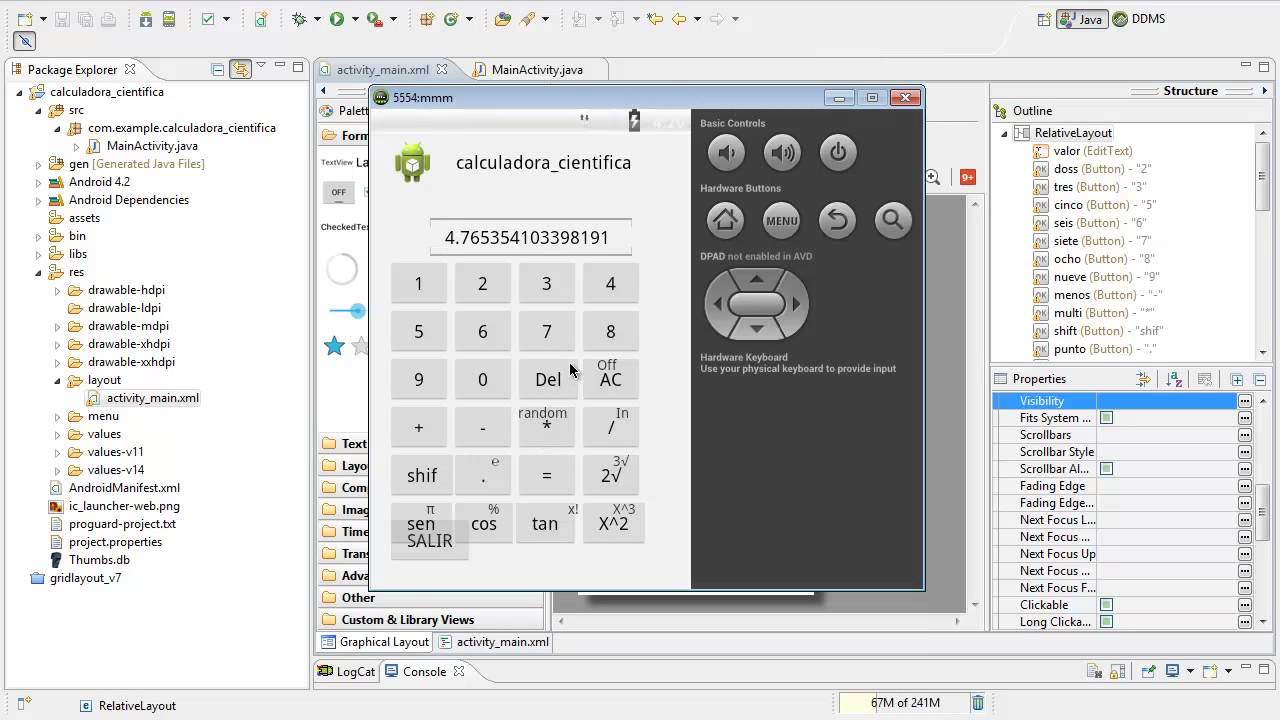 Java
DDMS
Package Explorer
calculadora_cientifica
src
com.example.calculadora_cientifica
MainActivity.java
gen [Generated Java Files]
Android 4.2
Android Dependencies
assets
bin
libs
res
drawable-hdpi
drawable-ldpi
drawable-mdpi
drawable-xhdpi
drawable-xxhdpi
layout
activity_main.xml
menu
values
values-v11
values-v14
AndroidManifest.xml
ic_launcher-web.png
proguard-project.txt
project.properties
Thumbs.db
gridlayout_v7
activity_main.xml
MainActivity.java
Palett
Form
TextView La
OFF
CheckedTex
Text
Layou
Comp
Imag
Time
Trans
Adva
Other
Custom & Library Views
Graphical Layout
activity_main.xml
9+
5554:mmm
calculadora_cientifica
4.765354103398191
1 2 3 4
5 6 7 8
Off
9 0 Del AC
random In
+ - * /
e 3√
shif . = 2√
π % x! X^3
sen cos tan X^2
SALIR
Basic Controls
Hardware Buttons
MENU
DPAD not enabled in AVD
Hardware Keyboard
Use your physical keyboard to provide input
Structure
Outline
RelativeLayout
valor (EditText)
doss (Button) - "2"
tres (Button) - "3"
cinco (Button) - "5"
seis (Button) - "6"
siete (Button) - "7"
ocho (Button) - "8"
nueve (Button) - "9"
menos (Button) - "-"
multi (Button) - "*"
shift (Button) - "shif"
punto (Button) - "."
Properties
Visibility
Fits System ...
Scrollbars
Scrollbar Style
Scrollbar Al...
Fading Edge
Fading Edge...
Next Focus L...
Next Focus ...
Next Focus Up
Next Focus ...
Next Focus F...
Clickable
Long Clicka...
LogCat
Console
RelativeLayout
67M of 241M